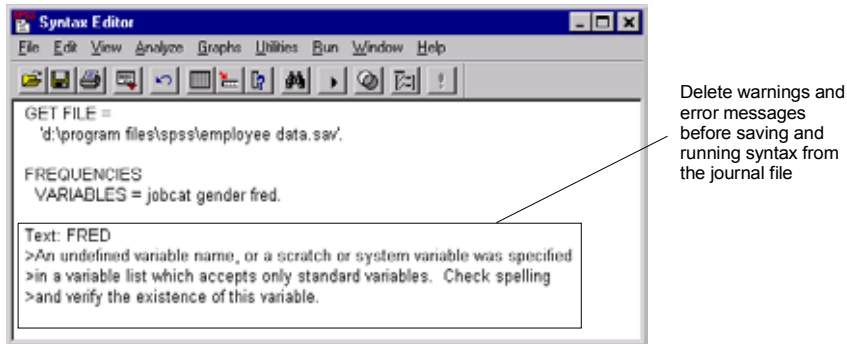 Syntax Editor
File Edit View Analyze Graphs Utilities Run Window Help
GET FILE =
'd:\program files\spss\employee data.sav'.
FREQUENCIES
VARIABLES = jobcat gender fred.
Text: FRED
>An undefined variable name, or a scratch or system variable was specified
>in a variable list which accepts only standard variables. Check spelling
>and verify the existence of this variable.
Delete warnings and
error messages
before saving and
running syntax from
the journal file